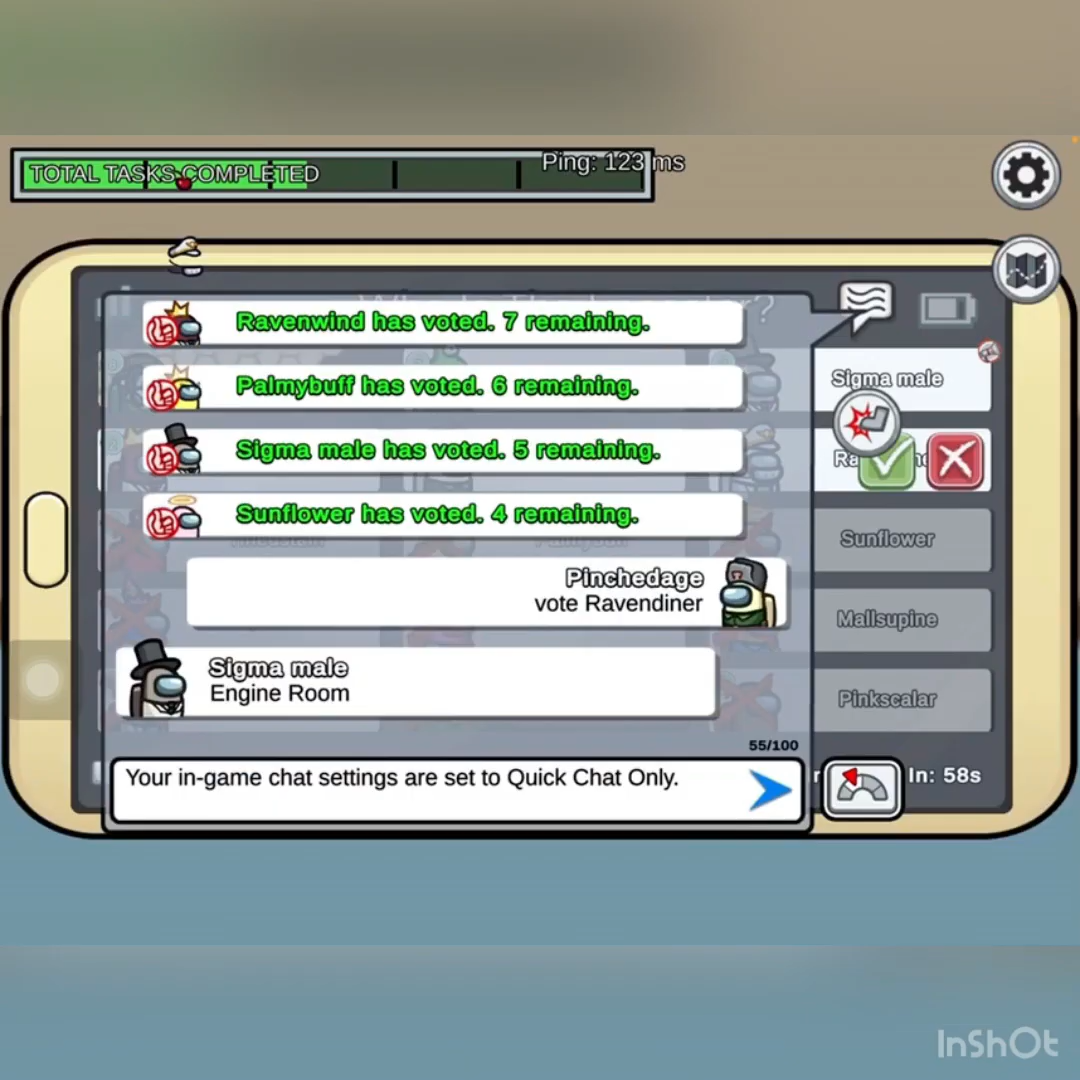 TOTAL TASKS COMPLETED
Ping: 123 ms
Ravenwind has voted. 7 remaining.
Palmybuff has voted. 6 remaining.
Sigma male has voted. 5 remaining.
Sunflower has voted. 4 remaining.
Pinchedage
vote Ravendiner
Sigma male
Engine Room
55/100
Your in-game chat settings are set to Quick Chat Only.
Sigma male
Sunflower
Mallsupine
Pinkscalar
In: 58s
InShOt